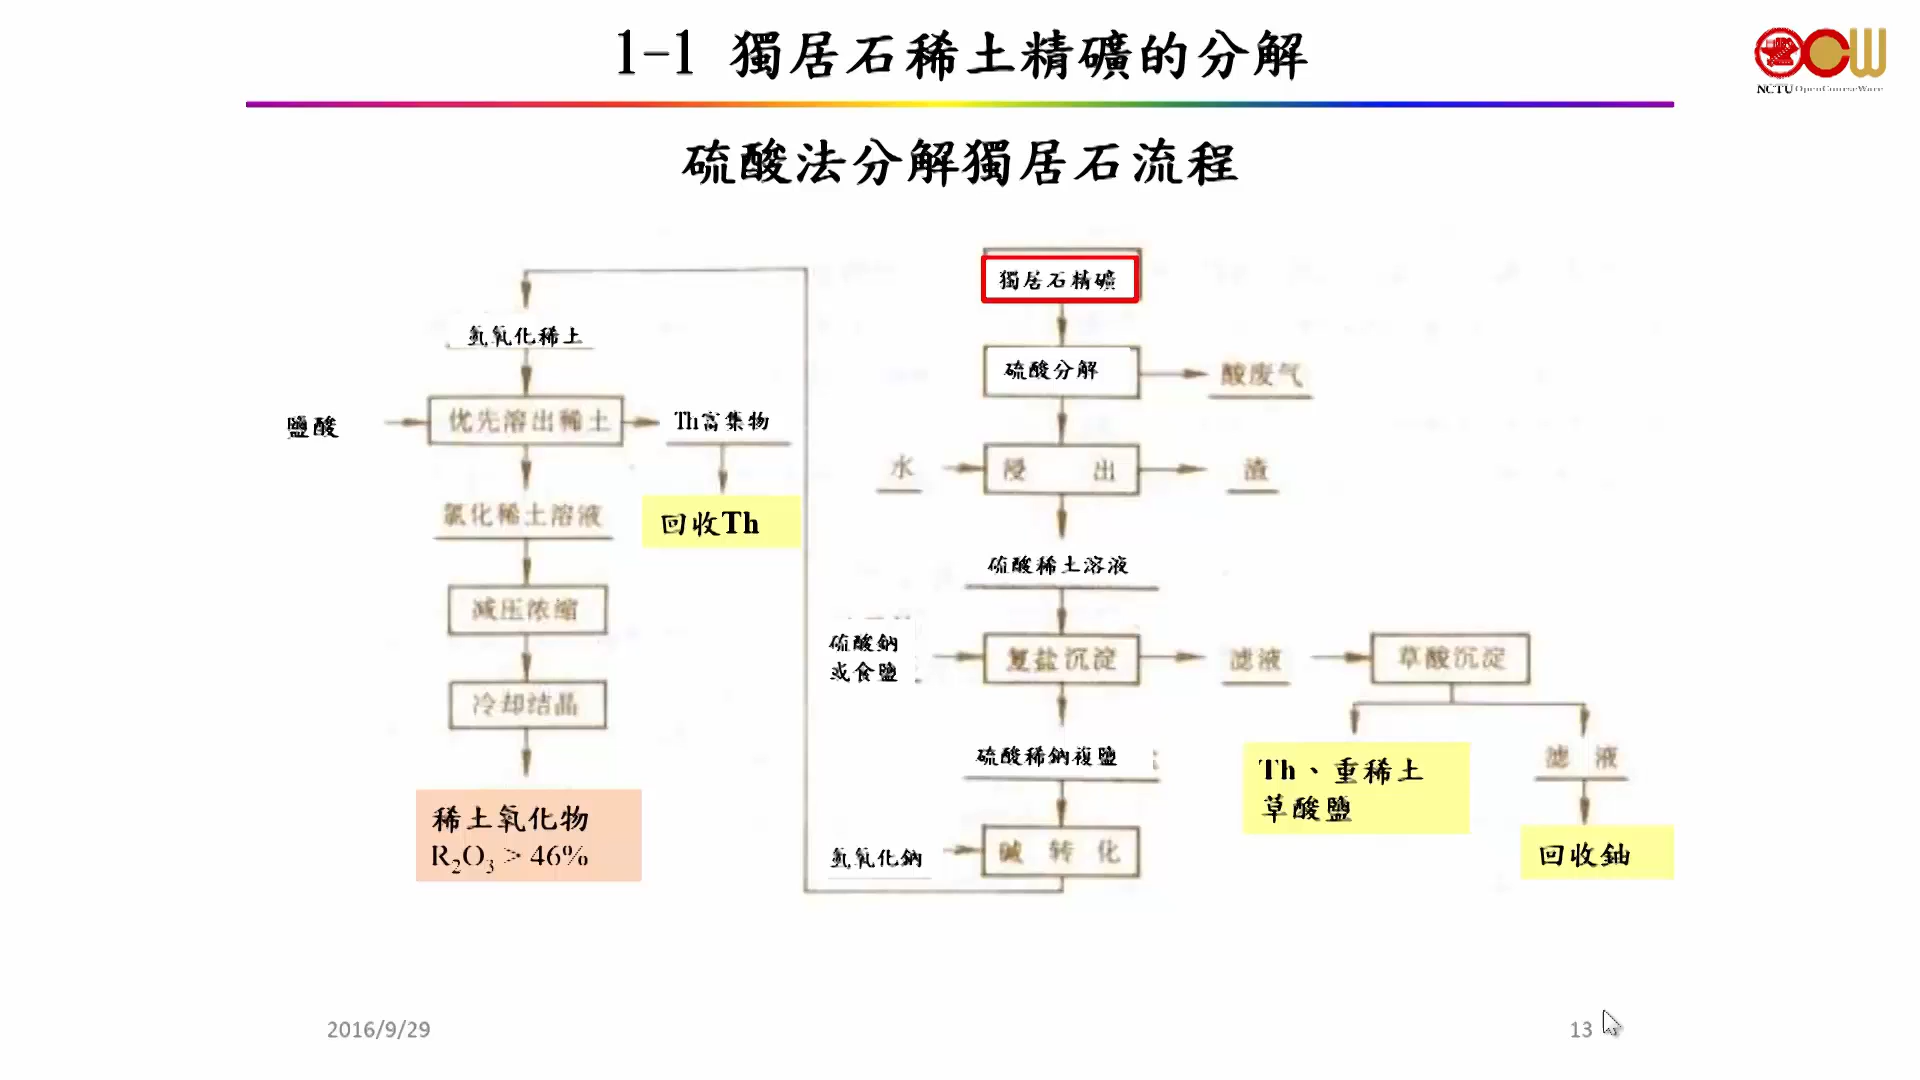 1-1 獨居石稀土精礦的分解
NCTU OpenCourseWare
硫酸法分解獨居石流程
獨居石精礦
氫氧化稀土
硫酸分解
酸废气
鹽酸
优先溶出稀土
Th富集物
水
浸 出
渣
氯化稀土溶液
回收Th
硫酸稀土溶液
减压浓缩
硫酸鈉
或食鹽
复盐沉淀
滤液
草酸沉淀
冷却结晶
硫酸稀鈉複鹽
Th、重稀土
草酸鹽
滤 液
稀土氧化物
R₂O₃ > 46%
氫氧化鈉
碱 转 化
回收鈾
2016/9/29
13